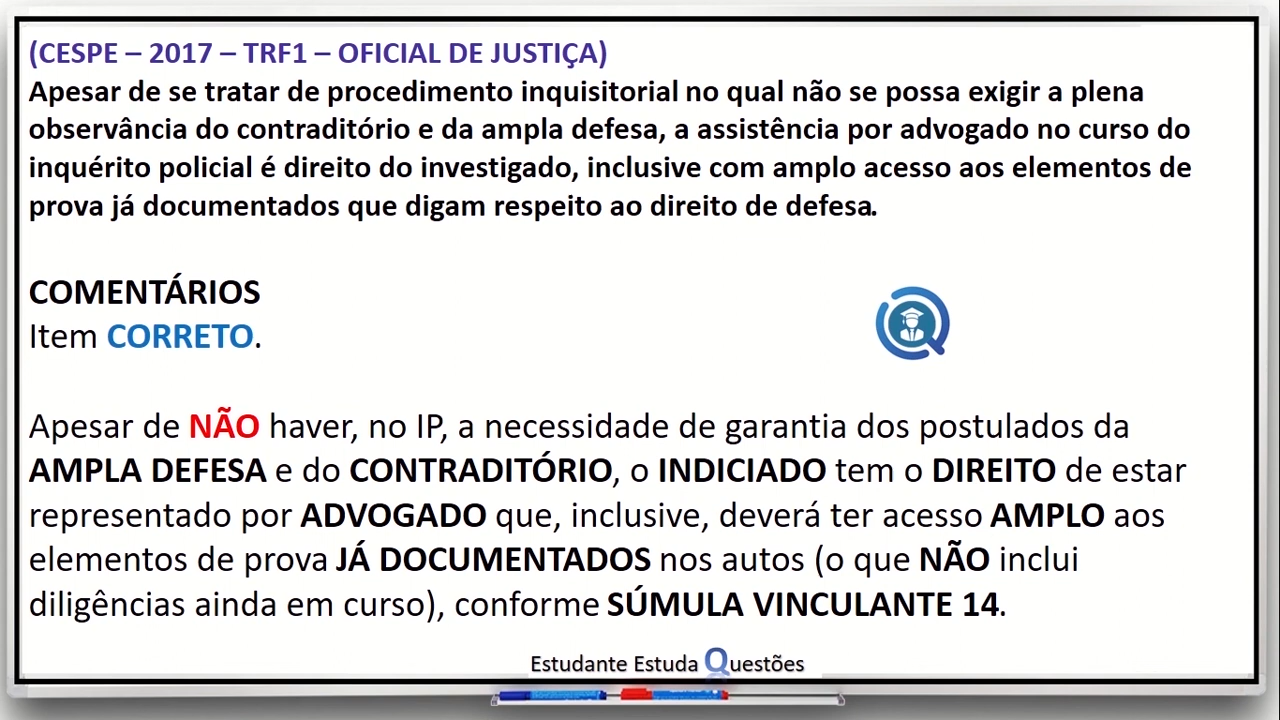 (CESPE – 2017 – TRF1 – OFICIAL DE JUSTIÇA)
Apesar de se tratar de procedimento inquisitorial no qual não se possa exigir a plena
observância do contraditório e da ampla defesa, a assistência por advogado no curso do
inquérito policial é direito do investigado, inclusive com amplo acesso aos elementos de
prova já documentados que digam respeito ao direito de defesa.
COMENTÁRIOS
Item CORRETO.
Apesar de NÃO haver, no IP, a necessidade de garantia dos postulados da
AMPLA DEFESA e do CONTRADITÓRIO, o INDICIADO tem o DIREITO de estar
representado por ADVOGADO que, inclusive, deverá ter acesso AMPLO aos
elementos de prova JÁ DOCUMENTADOS nos autos (o que NÃO inclui
diligências ainda em curso), conforme SÚMULA VINCULANTE 14.
Estudante Estuda Questões